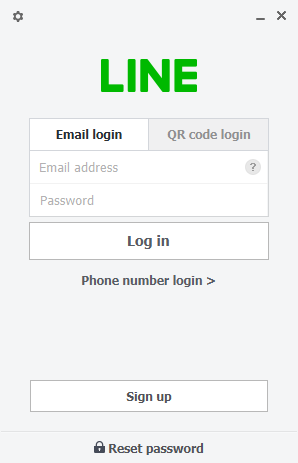 LINE
Email login QR code login
Email address ?
Password
Log in
Phone number login >
Sign up
Reset password